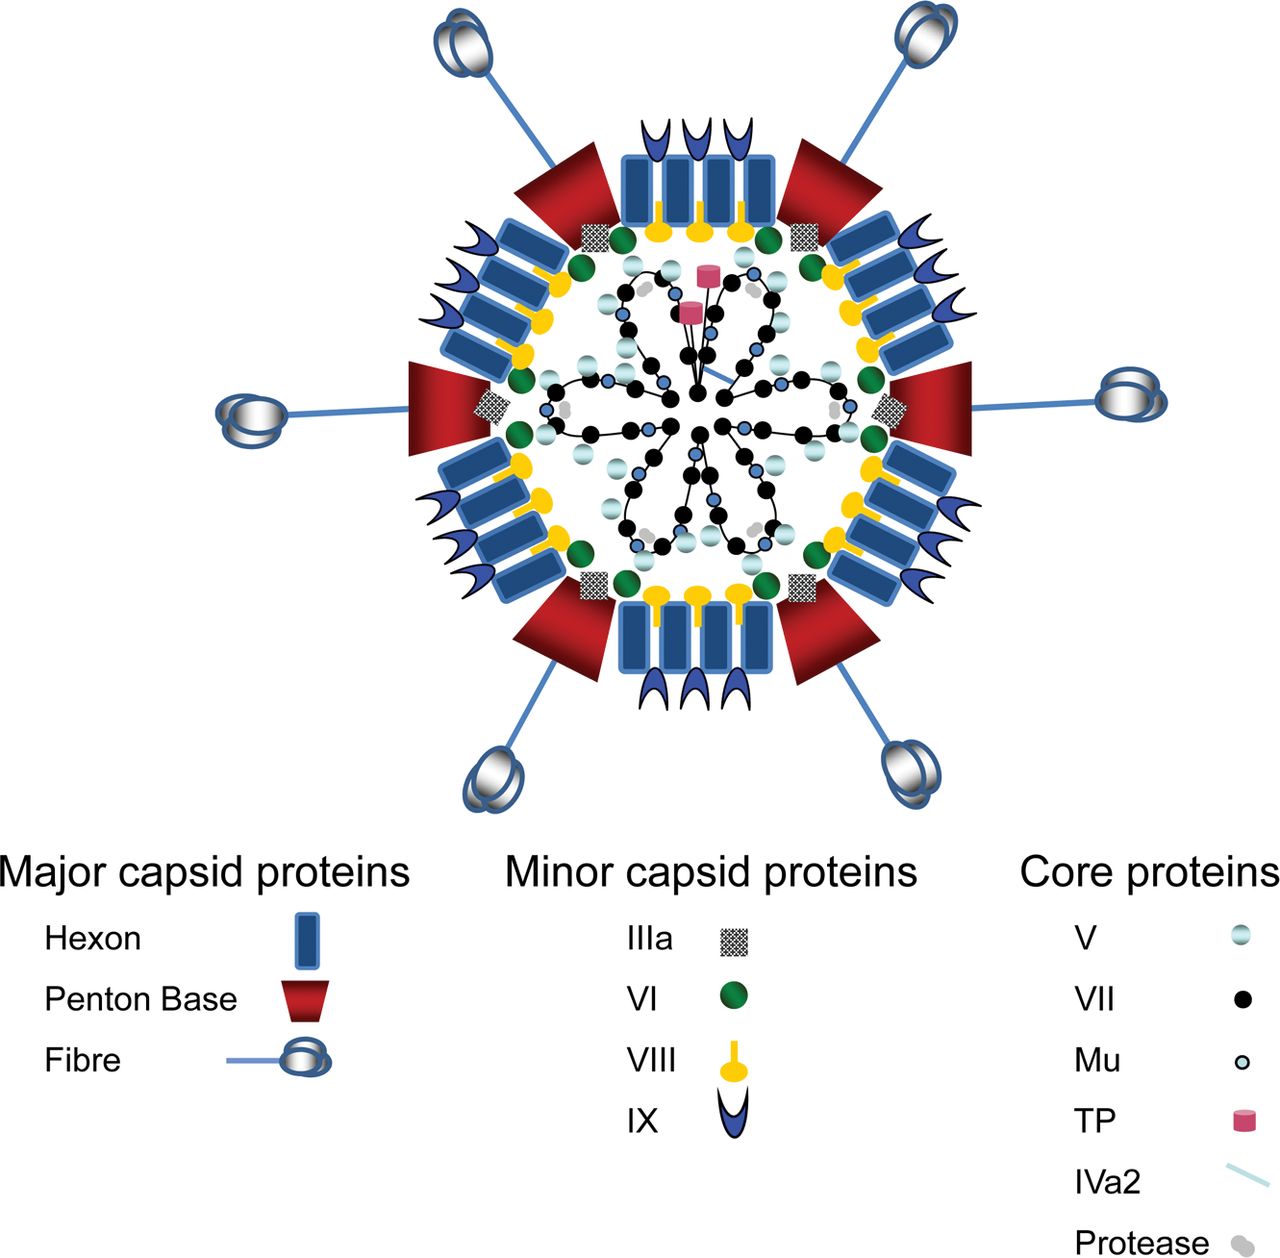 Major capsid proteins
Hexon
Penton Base
Fibre
Minor capsid proteins
IIIa
VI
VIII
IX
Core proteins
V
VII
Mu
TP
IVa2
Protease